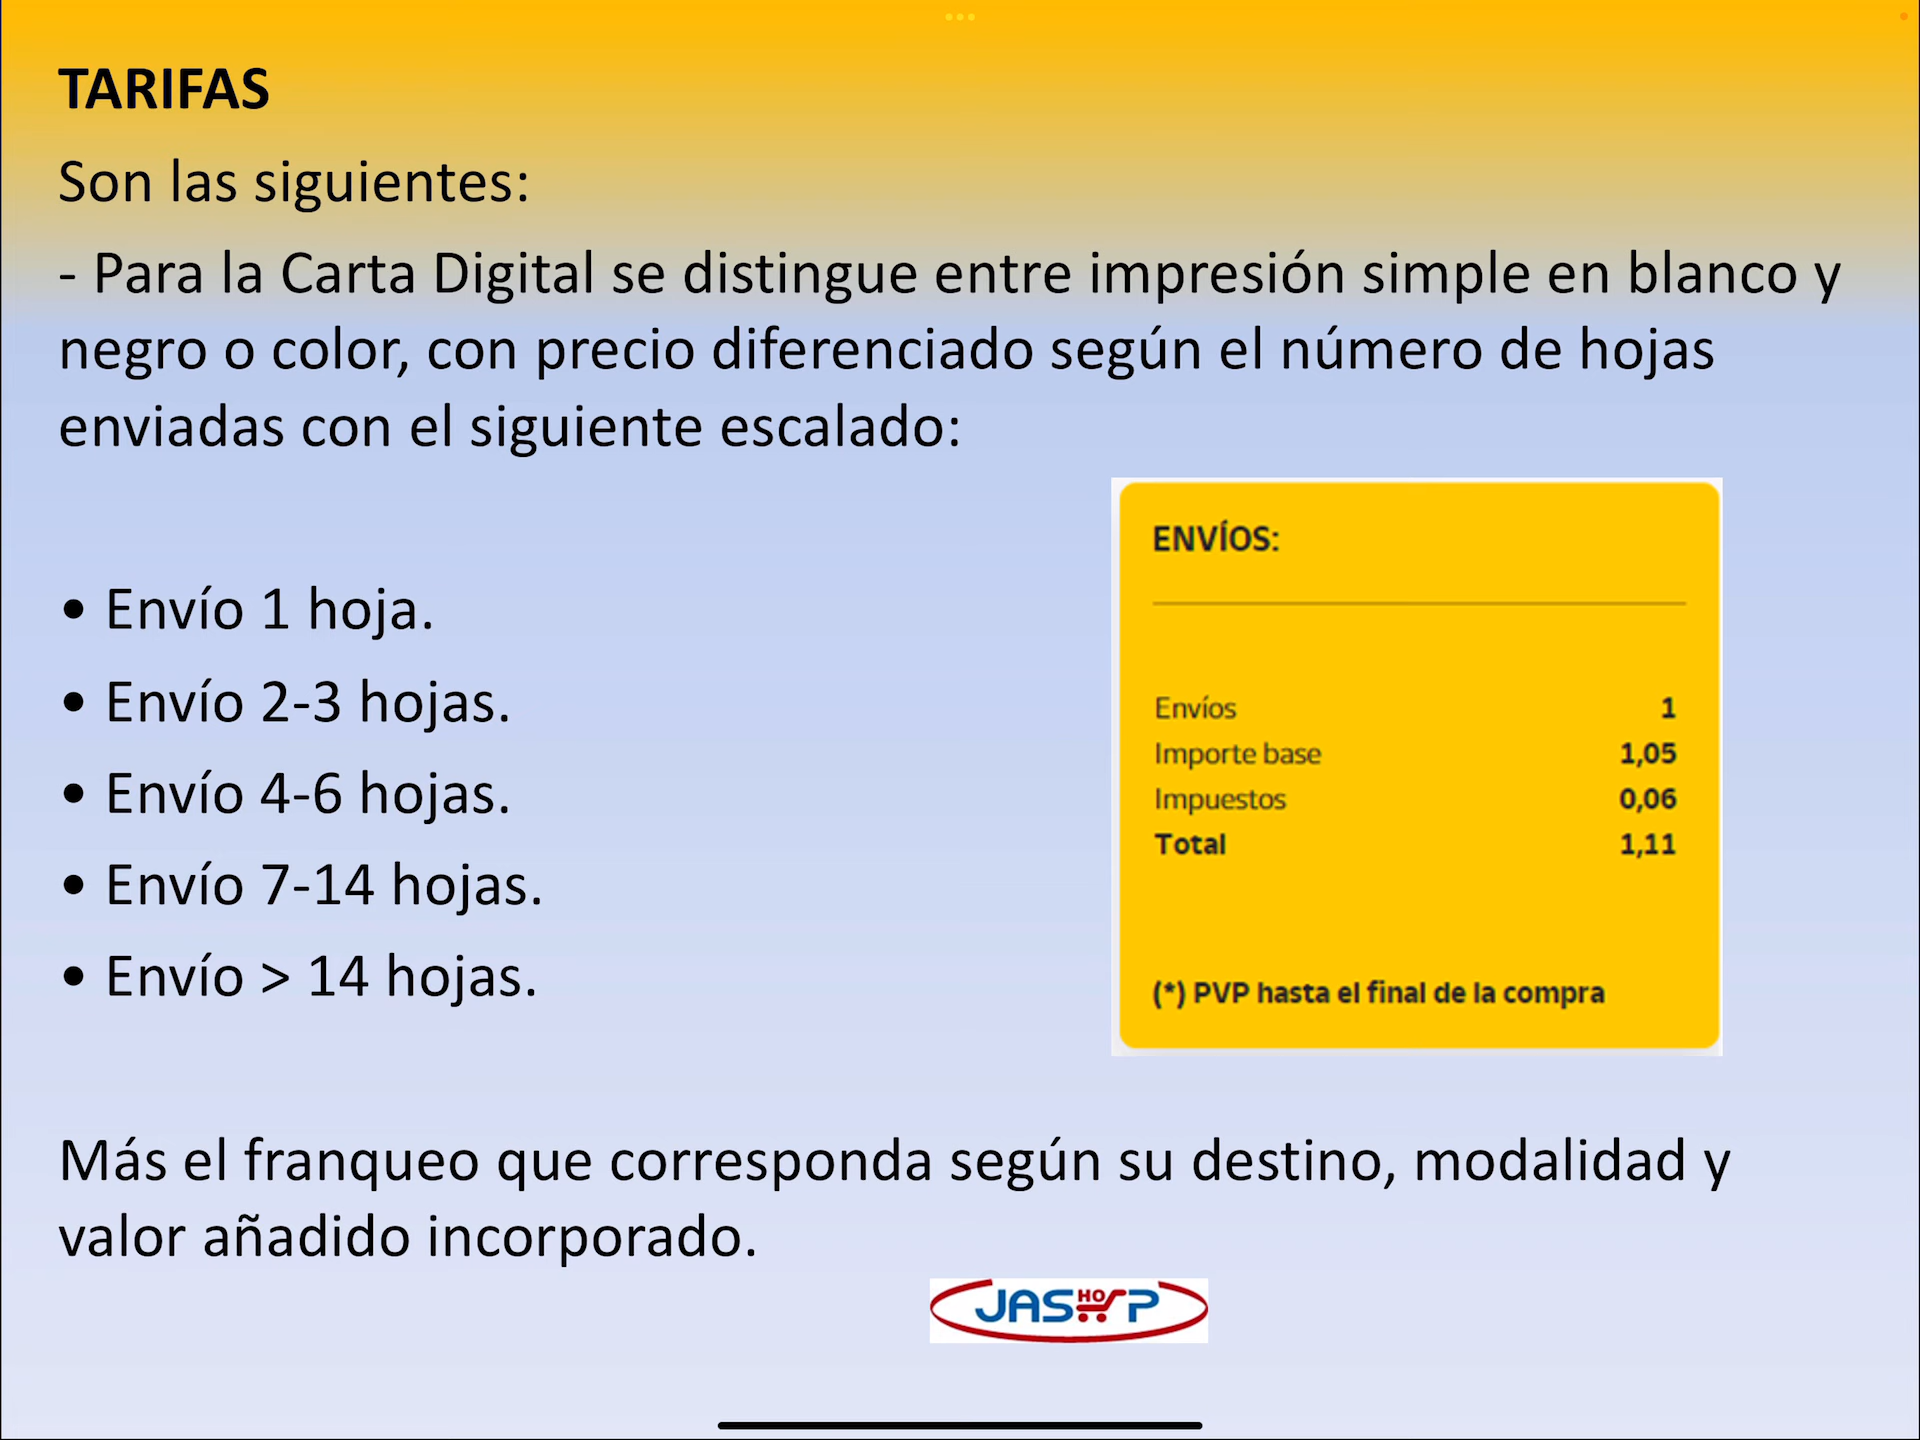 TARIFAS
Son las siguientes:
- Para la Carta Digital se distingue entre impresión simple en blanco y
negro o color, con precio diferenciado según el número de hojas
enviadas con el siguiente escalado:
• Envío 1 hoja.
• Envío 2-3 hojas.
• Envío 4-6 hojas.
• Envío 7-14 hojas.
• Envío > 14 hojas.
ENVÍOS:
Envíos 1
Importe base 1,05
Impuestos 0,06
Total 1,11
(*) PVP hasta el final de la compra
Más el franqueo que corresponda según su destino, modalidad y
valor añadido incorporado.
JASHOP